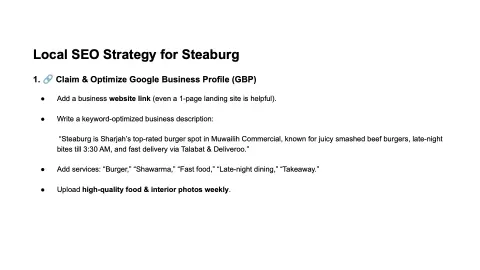 Local SEO Strategy for Steaburg
1. 🔗 Claim & Optimize Google Business Profile (GBP)
● Add a business website link (even a 1-page landing site is helpful).
● Write a keyword-optimized business description:
“Steaburg is Sharjah’s top-rated burger spot in Muwailih Commercial, known for juicy smashed beef burgers, late-night
bites till 3:30 AM, and fast delivery via Talabat & Deliveroo.”
● Add services: “Burger,” “Shawarma,” “Fast food,” “Late-night dining,” “Takeaway.”
● Upload high-quality food & interior photos weekly.